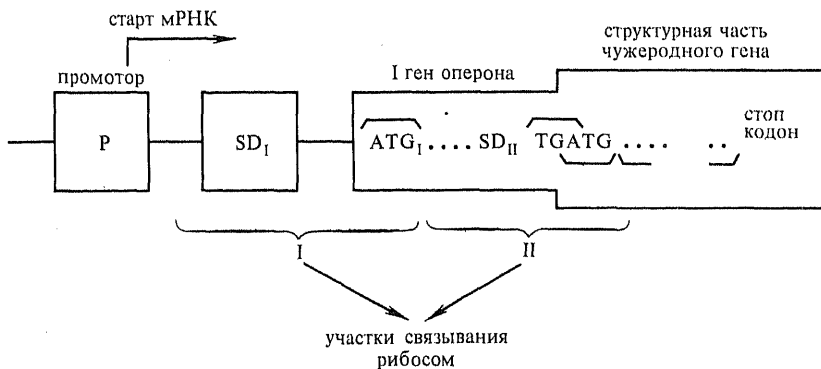 старт мРНК
промотор
P
SD_I
I ген оперона
структурная часть
чужеродного гена
ATG_I .... SD_II TGATG .... ..
стоп
кодон
I
II
участки связывания
рибосом